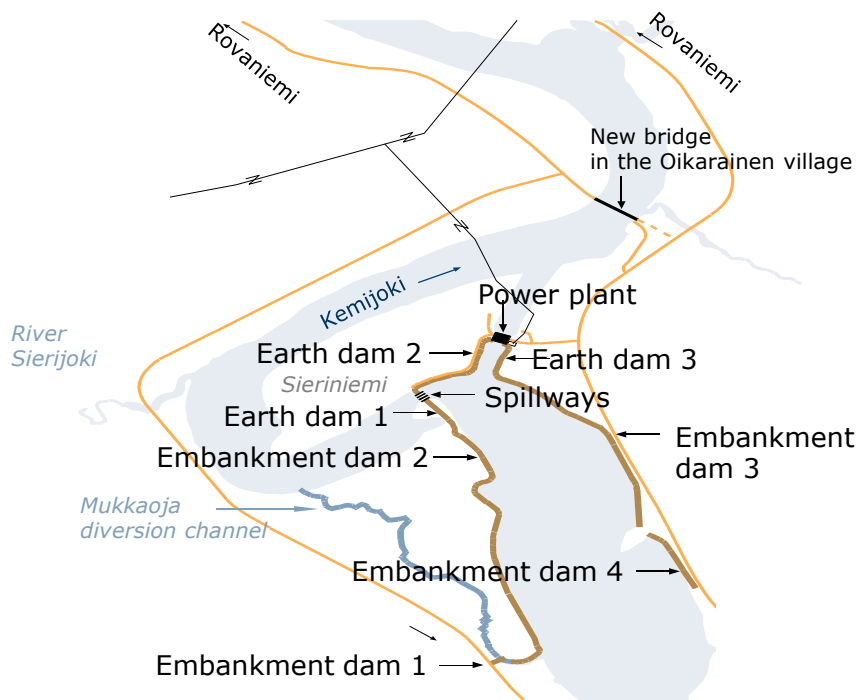 Rovaniemi
Rovaniemi
New bridge
in the Oikarainen village
Kemijoki
Power plant
River
Sierijoki
Earth dam 2
Earth dam 3
Sieriniemi
Spillways
Earth dam 1
Embankment
dam 3
Embankment dam 2
Mukkaoja
diversion channel
Embankment dam 4
Embankment dam 1